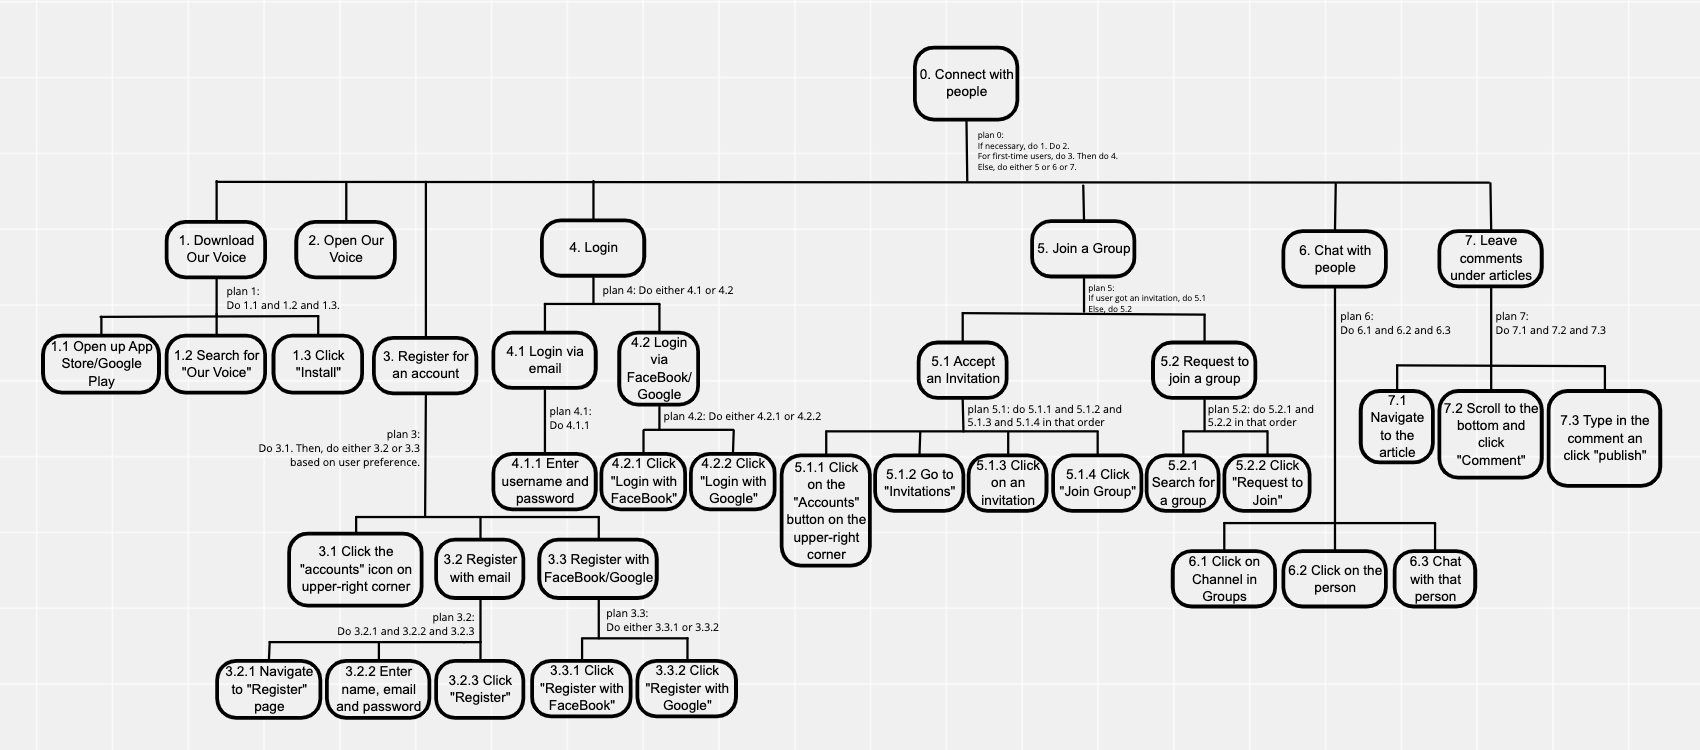 0. Connect with
people
plan 0:
If necessary, do 1. Do 2.
For first-time users, do 3. Then do 4.
Else, do either 5 or 6 or 7.
1. Download
Our Voice
2. Open Our
Voice
4. Login
5. Join a Group
6. Chat with
people
7. Leave
comments
under articles
plan 1:
Do 1.1 and 1.2 and 1.3.
1.1 Open up App
Store/Google
Play
1.2 Search for
"Our Voice"
1.3 Click
"Install"
3. Register for
an account
plan 3:
Do 3.1. Then, do either 3.2 or 3.3
based on user preference.
3.1 Click the
"accounts" icon on
upper-right corner
3.2 Register
with email
3.3 Register with
FaceBook/Google
plan 3.2:
Do 3.2.1 and 3.2.2 and 3.2.3
3.2.1 Navigate
to "Register"
page
3.2.2 Enter
name, email
and password
3.2.3 Click
"Register"
plan 3.3:
Do either 3.3.1 or 3.3.2
3.3.1 Click
"Register with
FaceBook"
3.3.2 Click
"Register with
Google"
plan 4: Do either 4.1 or 4.2
4.1 Login via
email
4.2 Login
via
FaceBook/
Google
plan 4.1:
Do 4.1.1
4.1.1 Enter
username and
password
plan 4.2: Do either 4.2.1 or 4.2.2
4.2.1 Click
"Login with
FaceBook"
4.2.2 Click
"Login with
Google"
plan 5:
If user got an invitation, do 5.1
Else, do 5.2
5.1 Accept
an Invitation
5.2 Request to
join a group
plan 5.1: do 5.1.1 and 5.1.2 and
5.1.3 and 5.1.4 in that order
5.1.1 Click
on the
"Accounts"
button on the
upper-right
corner
5.1.2 Go to
"Invitations"
5.1.3 Click
on an
invitation
5.1.4 Click
"Join Group"
plan 5.2: do 5.2.1 and
5.2.2 in that order
5.2.1
Search for
a group
5.2.2 Click
"Request to
Join"
plan 6:
Do 6.1 and 6.2 and 6.3
6.1 Click on
Channel in
Groups
6.2 Click on the
person
6.3 Chat
with that
person
plan 7:
Do 7.1 and 7.2 and 7.3
7.1
Navigate
to the
article
7.2 Scroll to the
bottom and
click
"Comment"
7.3 Type in the
comment an
click "publish"